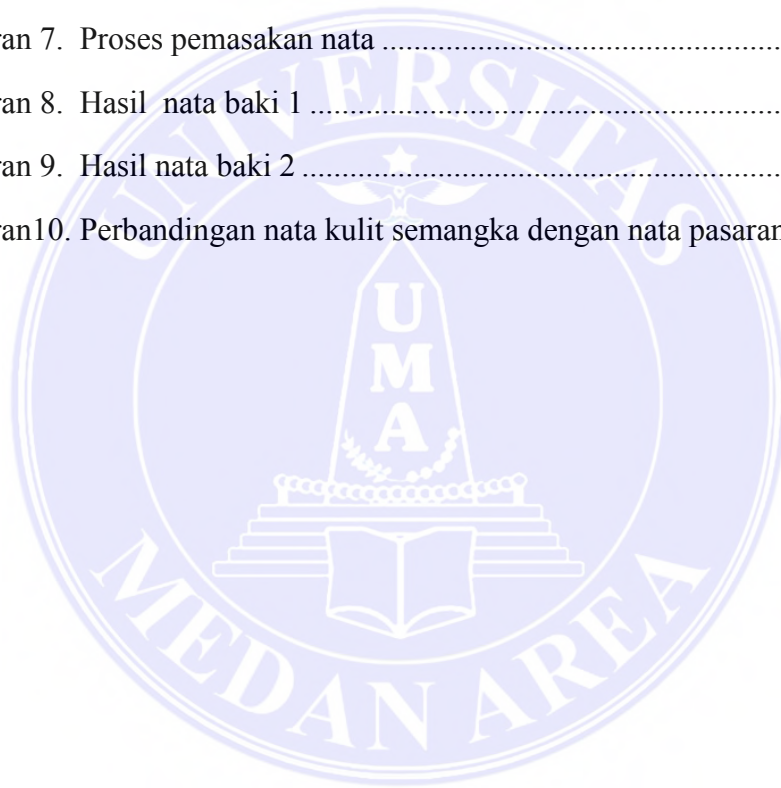 ran 7. Proses pemasakan nata ....................................................
ran 8. Hasil nata baki 1 .............................................................
ran 9. Hasil nata baki 2 ..............................................................
ran10. Perbandingan nata kulit semangka dengan nata pasaran
UNIVERSITAS
UMA
MEDAN AREA